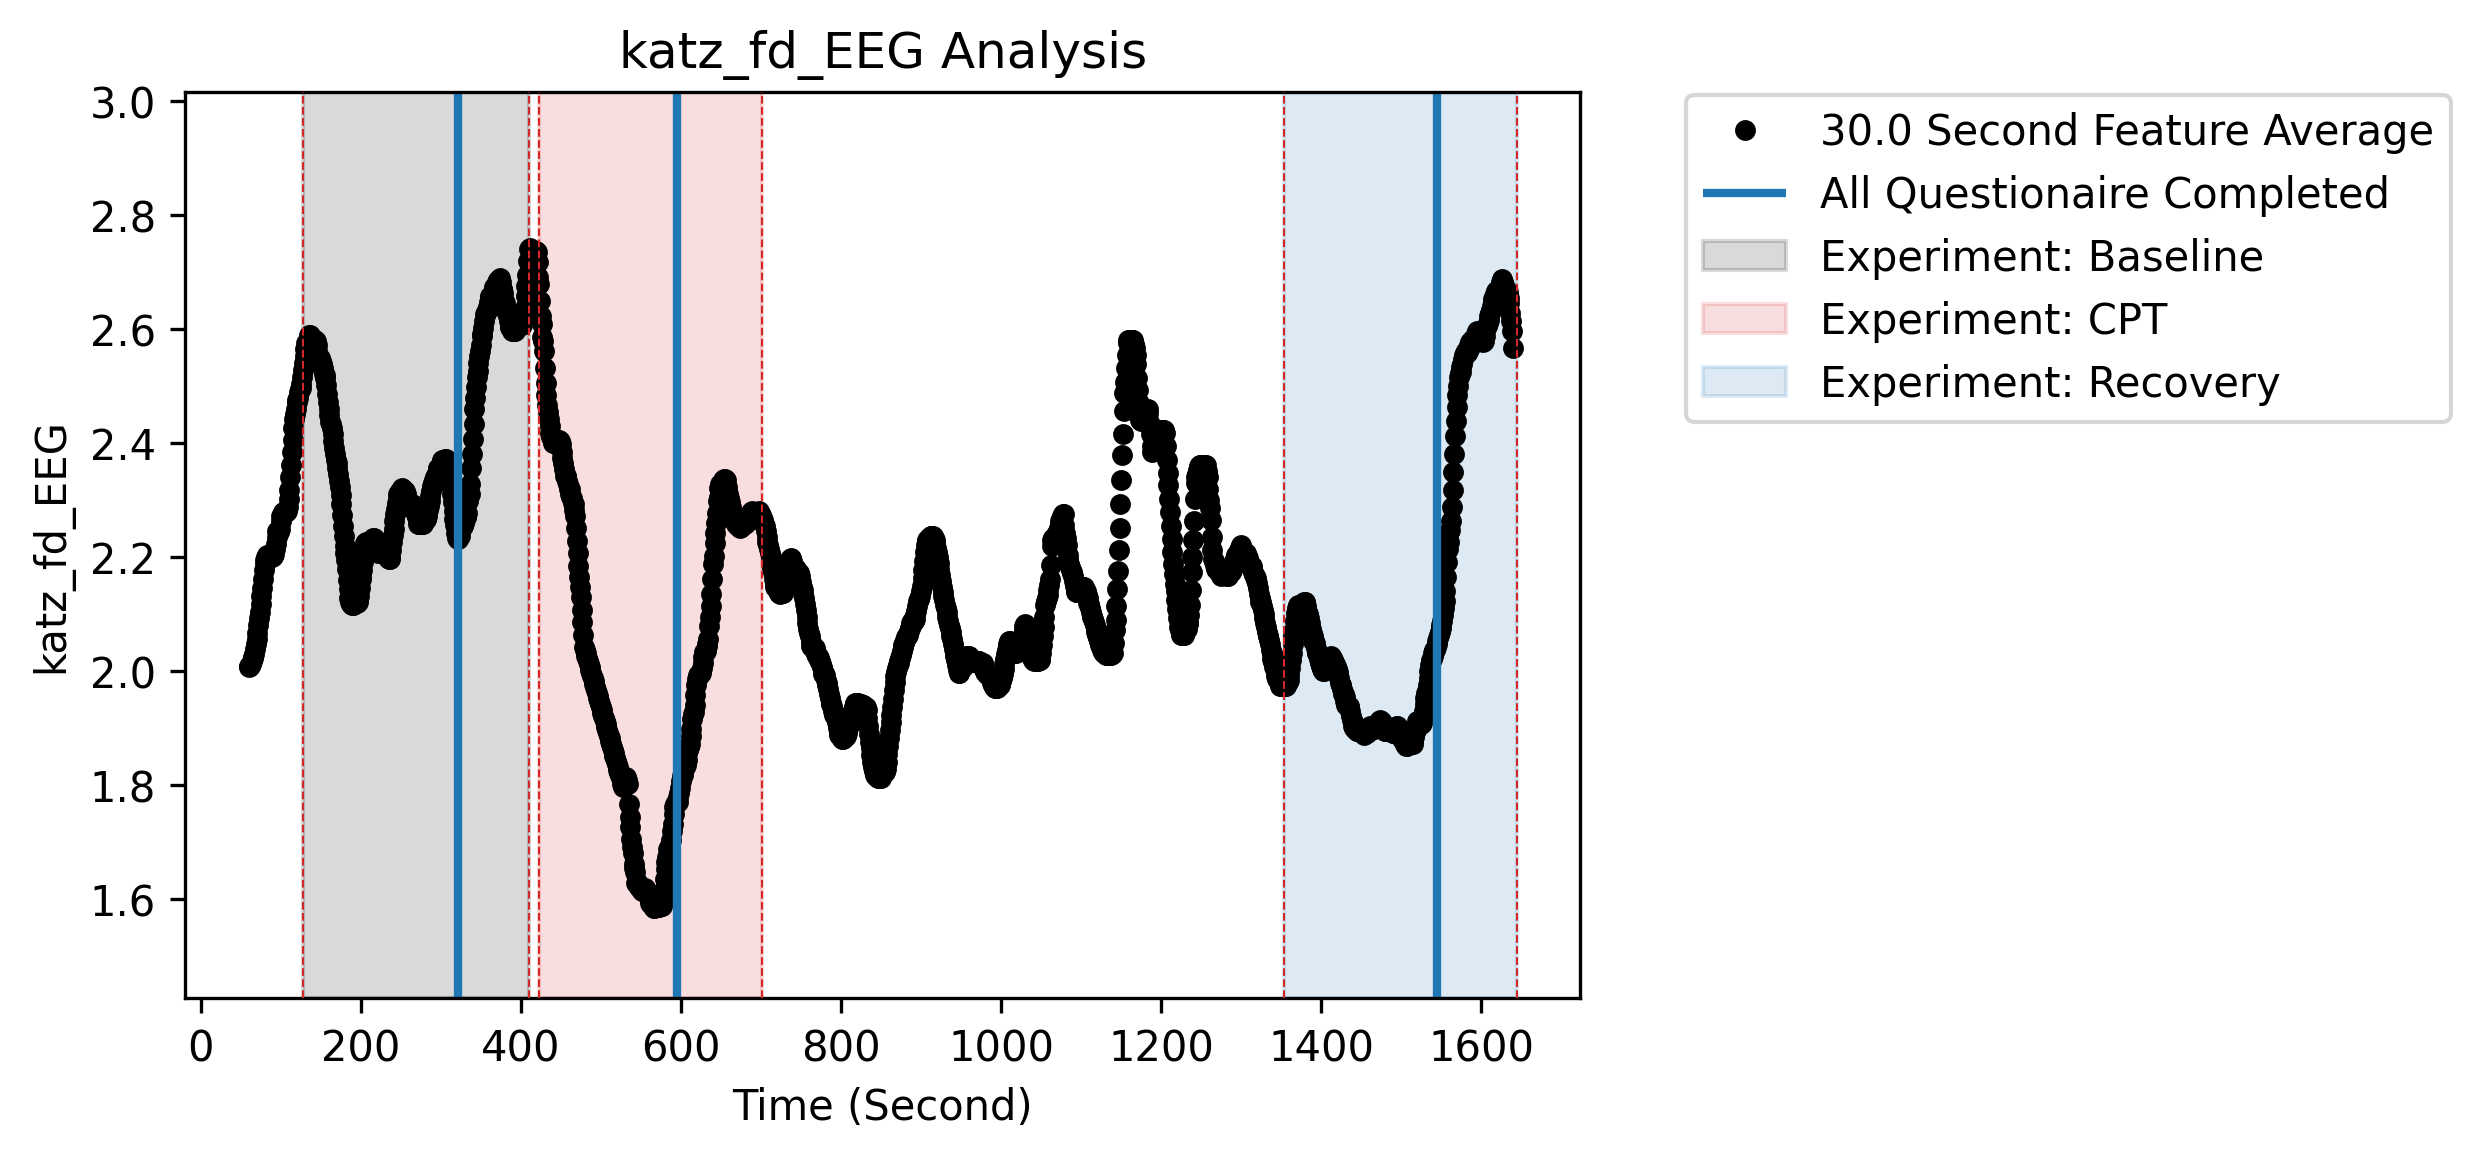 katz_fd_EEG Analysis
katz_fd_EEG
3.0
2.8
2.6
2.4
2.2
2.0
1.8
1.6
0 200 400 600 800 1000 1200 1400 1600
Time (Second)
30.0 Second Feature Average
All Questionaire Completed
Experiment: Baseline
Experiment: CPT
Experiment: Recovery